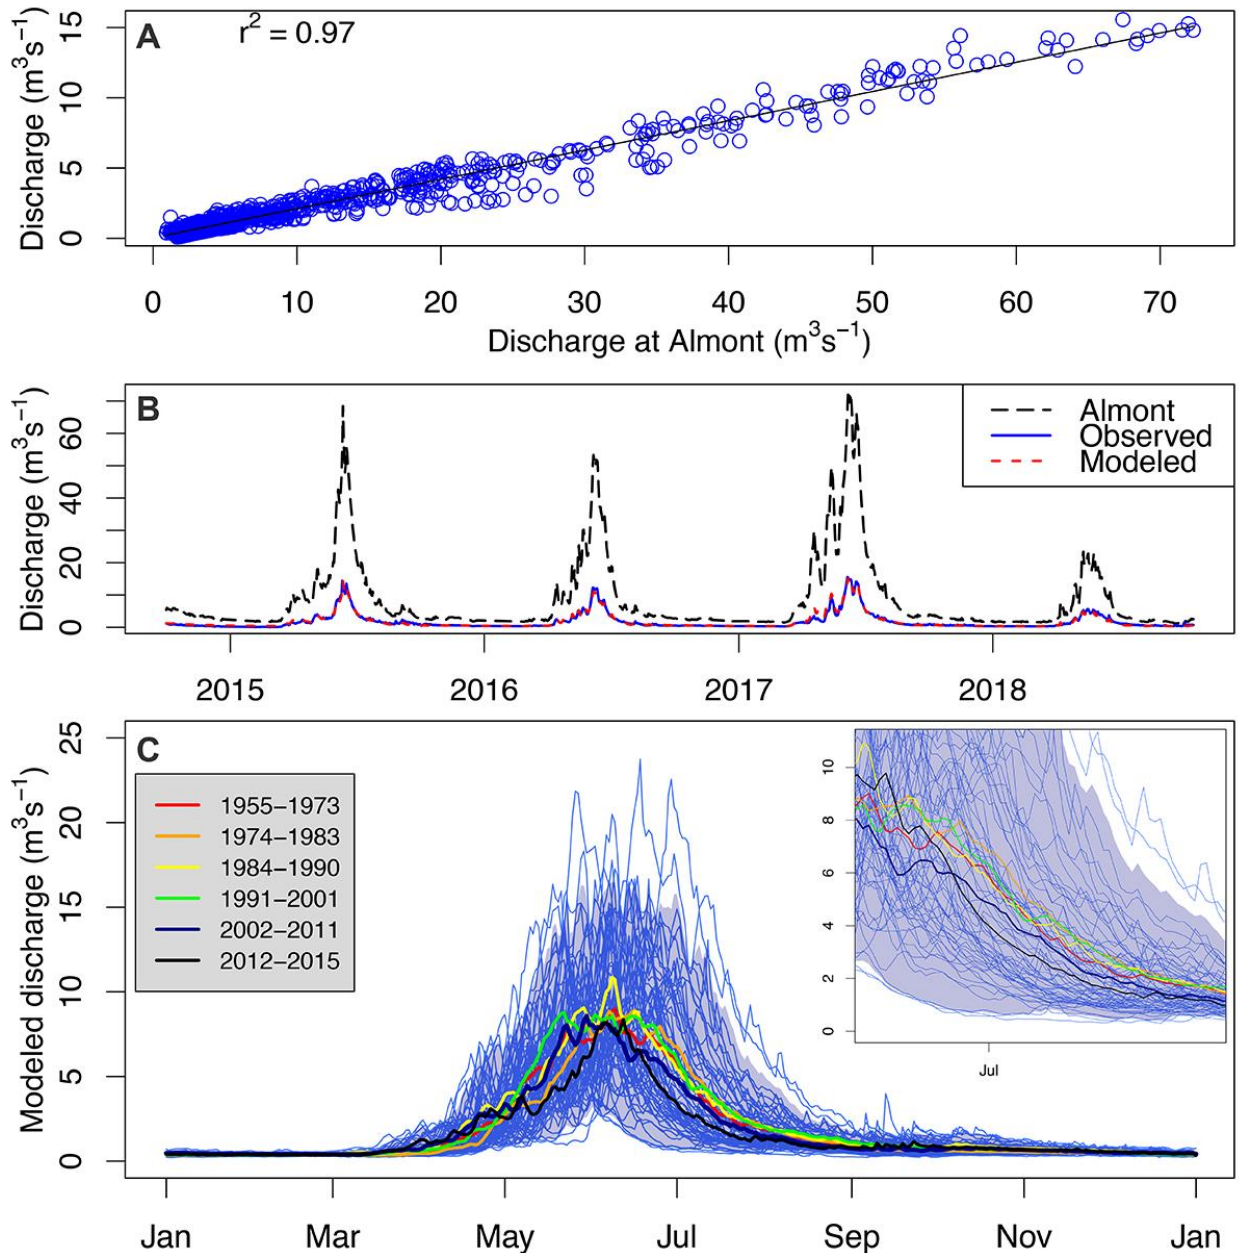 A
r² = 0.97
Discharge (m³s⁻¹)
15
10
5
0
0 10 20 30 40 50 60 70
Discharge at Almont (m³s⁻¹)
B
Almont
Observed
Modeled
Discharge (m³s⁻¹)
60
40
20
0
2015 2016 2017 2018
C
1955–1973
1974–1983
1984–1990
1991–2001
2002–2011
2012–2015
Modeled discharge (m³s⁻¹)
25
20
15
10
5
0
10
8
6
4
2
0
Jul
Jan Mar May Jul Sep Nov Jan